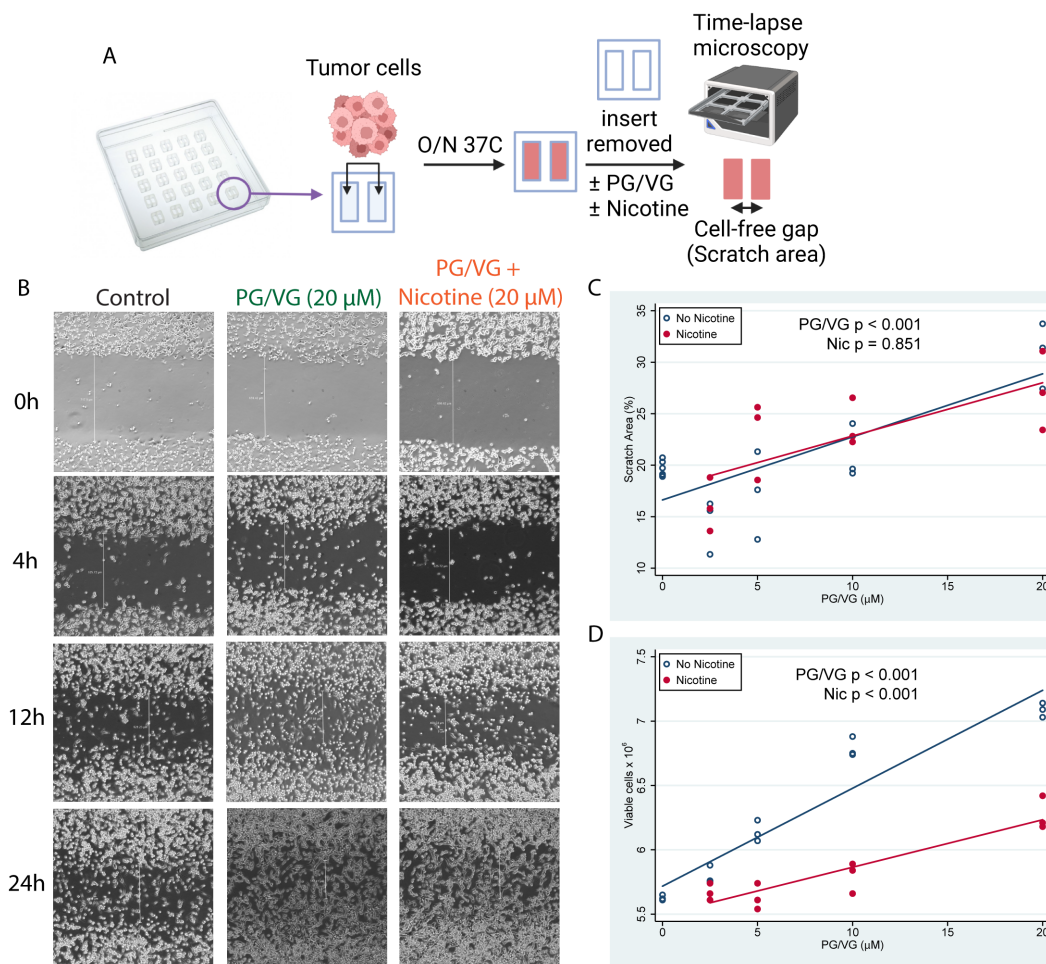 A
Tumor cells
O/N 37C
insert
removed
± PG/VG
± Nicotine
Time-lapse
microscopy
Cell-free gap
(Scratch area)
B
Control
PG/VG (20 µM)
PG/VG +
Nicotine (20 µM)
0h
4h
12h
24h
C
No Nicotine
Nicotine
PG/VG p < 0.001
Nic p = 0.851
Scratch Area (%)
35
30
25
20
15
10
0
5
10
15
20
PG/VG (µM)
D
No Nicotine
Nicotine
PG/VG p < 0.001
Nic p < 0.001
Viable cells x 10⁶
7.5
7
6.5
6
5.5
0
5
10
15
20
PG/VG (µM)